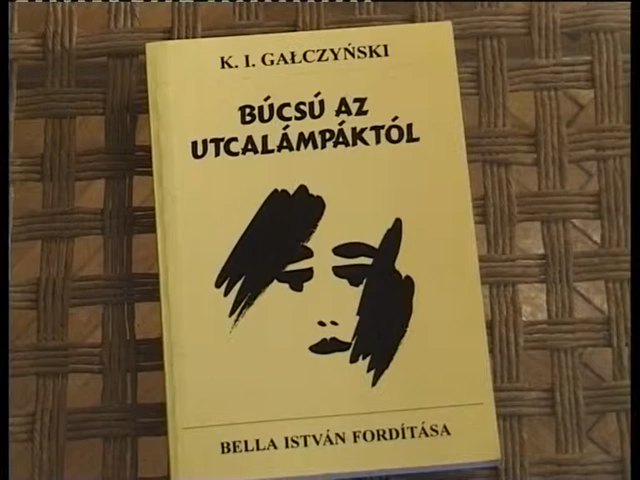 K. I. GAŁCZYŃSKI
BÚCSÚ AZ
UTCALÁMPÁKTÓL
BELLA ISTVÁN FORDÍTÁSA